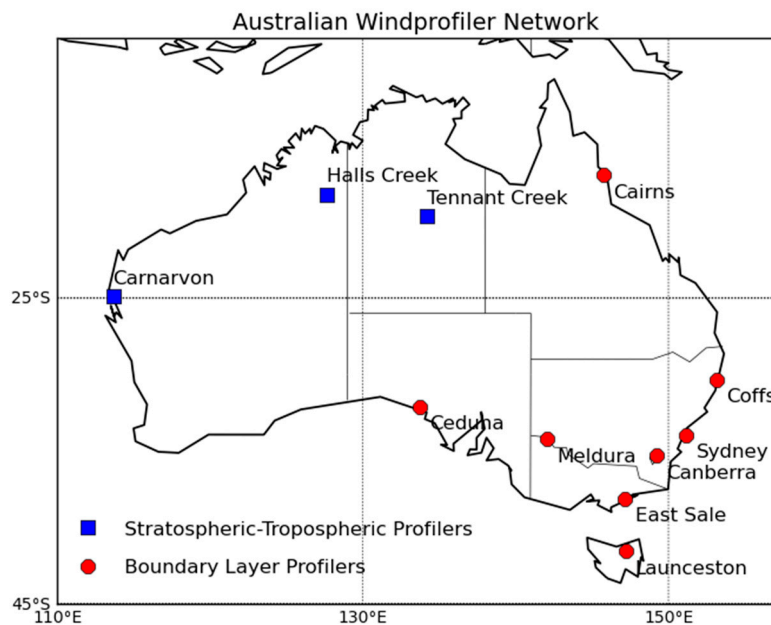 Australian Windprofiler Network
Halls Creek
Cairns
Tennant Creek
Carnarvon
25°S
Coffs
Ceduna
Sydney
Meldura
Canberra
East Sale
Stratospheric-Tropospheric Profilers
Boundary Layer Profilers
Launceston
45°S
110°E
130°E
150°E